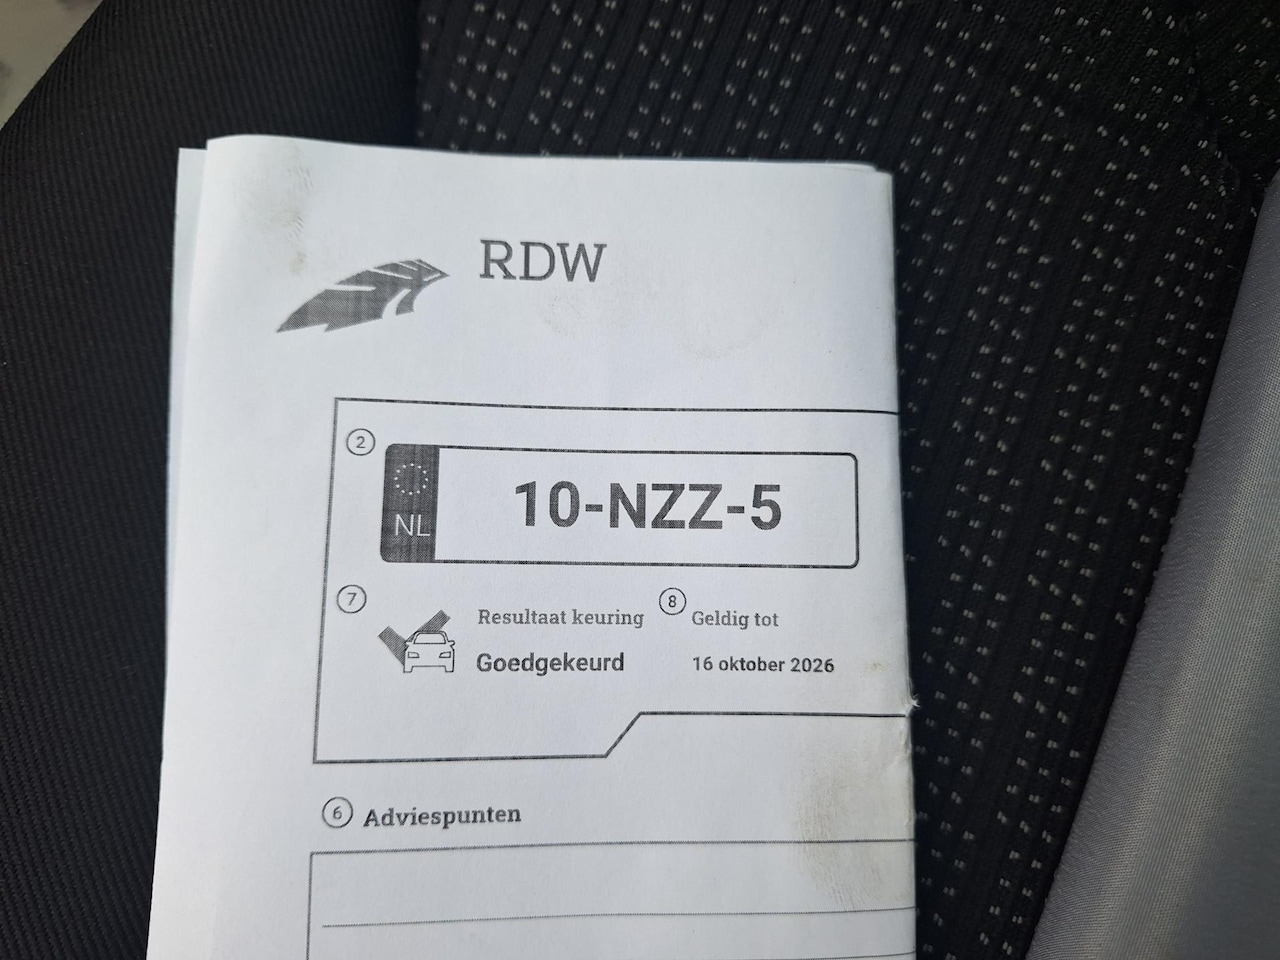 RDW
2
NL
10-NZZ-5
7
Resultaat keuring
8
Geldig tot
Goedgekeurd
16 oktober 2026
6 Adviespunten